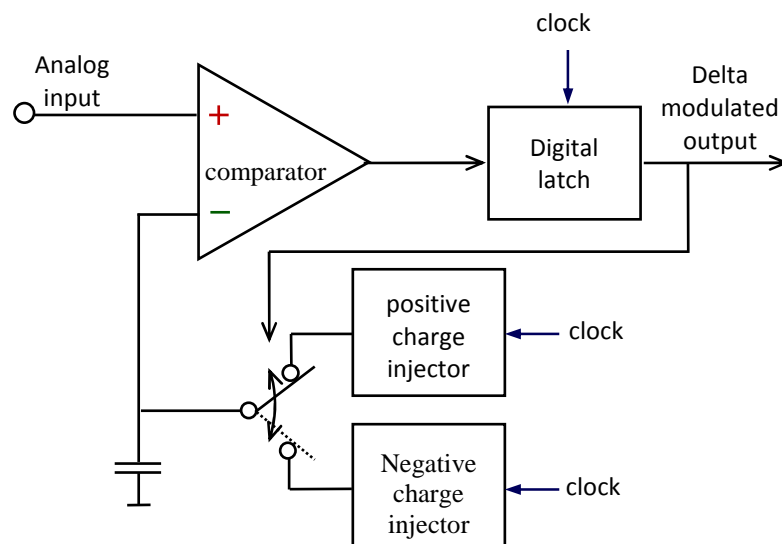 clock
Analog
input
Delta
modulated
output
+
comparator
−
Digital
latch
positive
charge
injector
clock
Negative
charge
injector
clock